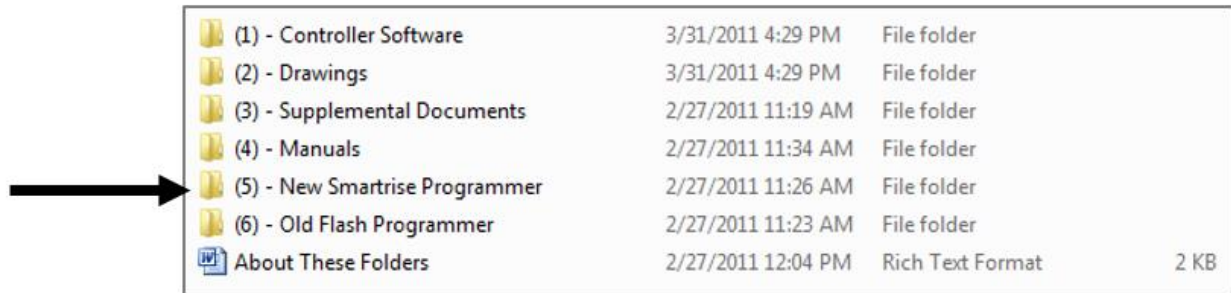 (1) - Controller Software 3/31/2011 4:29 PM File folder
(2) - Drawings 3/31/2011 4:29 PM File folder
(3) - Supplemental Documents 2/27/2011 11:19 AM File folder
(4) - Manuals 2/27/2011 11:34 AM File folder
(5) - New Smartrise Programmer 2/27/2011 11:26 AM File folder
(6) - Old Flash Programmer 2/27/2011 11:23 AM File folder
About These Folders 2/27/2011 12:04 PM Rich Text Format 2 KB